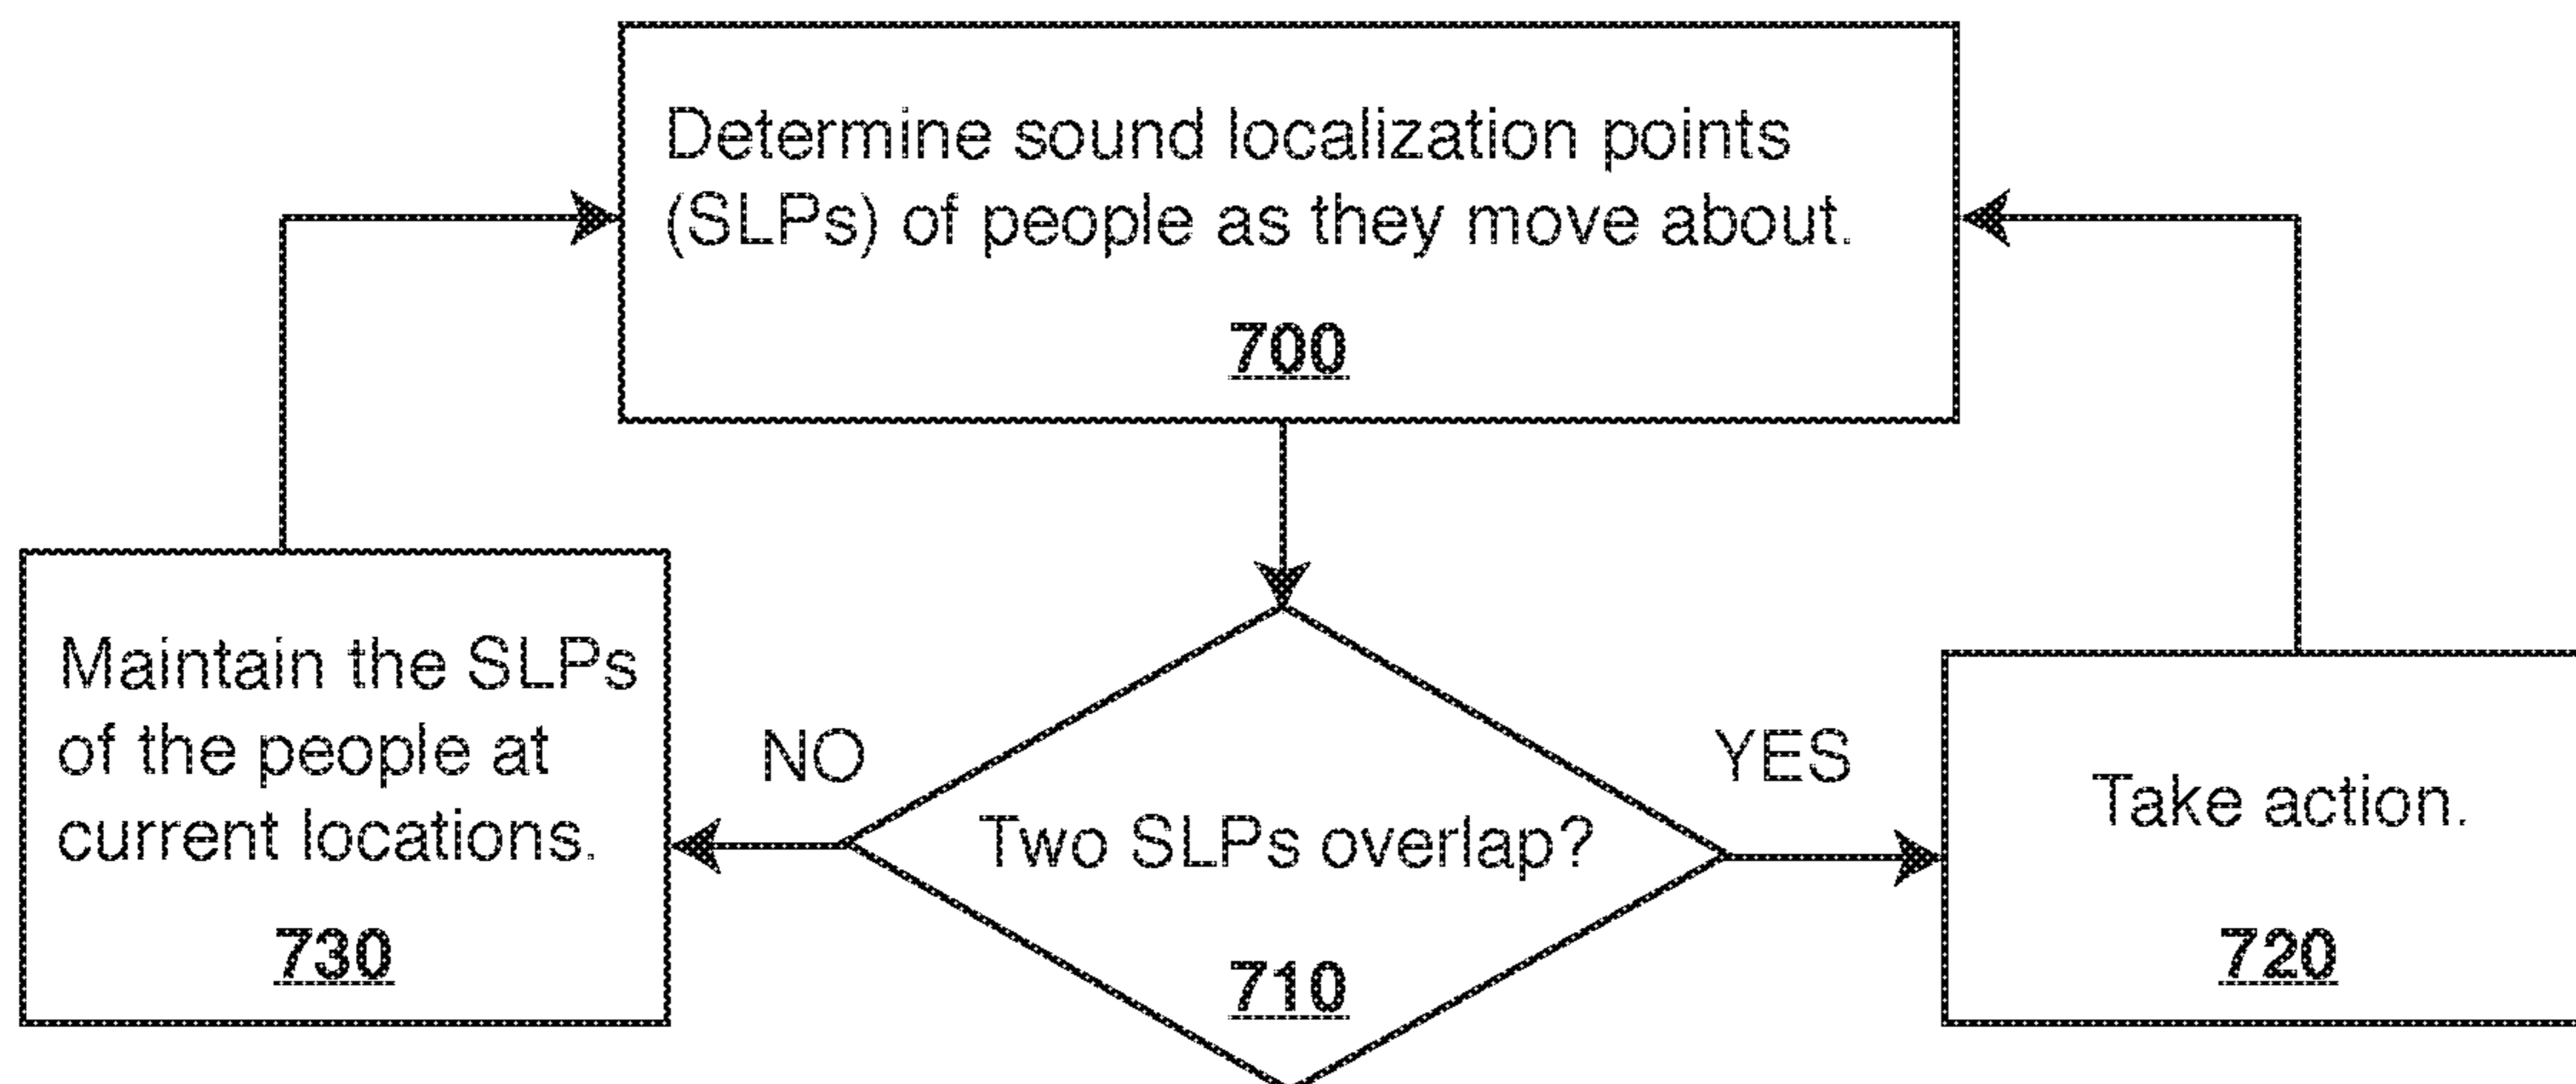 Determine sound localization points
(SLPs) of people as they move about.
700
Maintain the SLPs
of the people at
current locations.
730
NO
Two SLPs overlap?
710
YES
Take action.
720